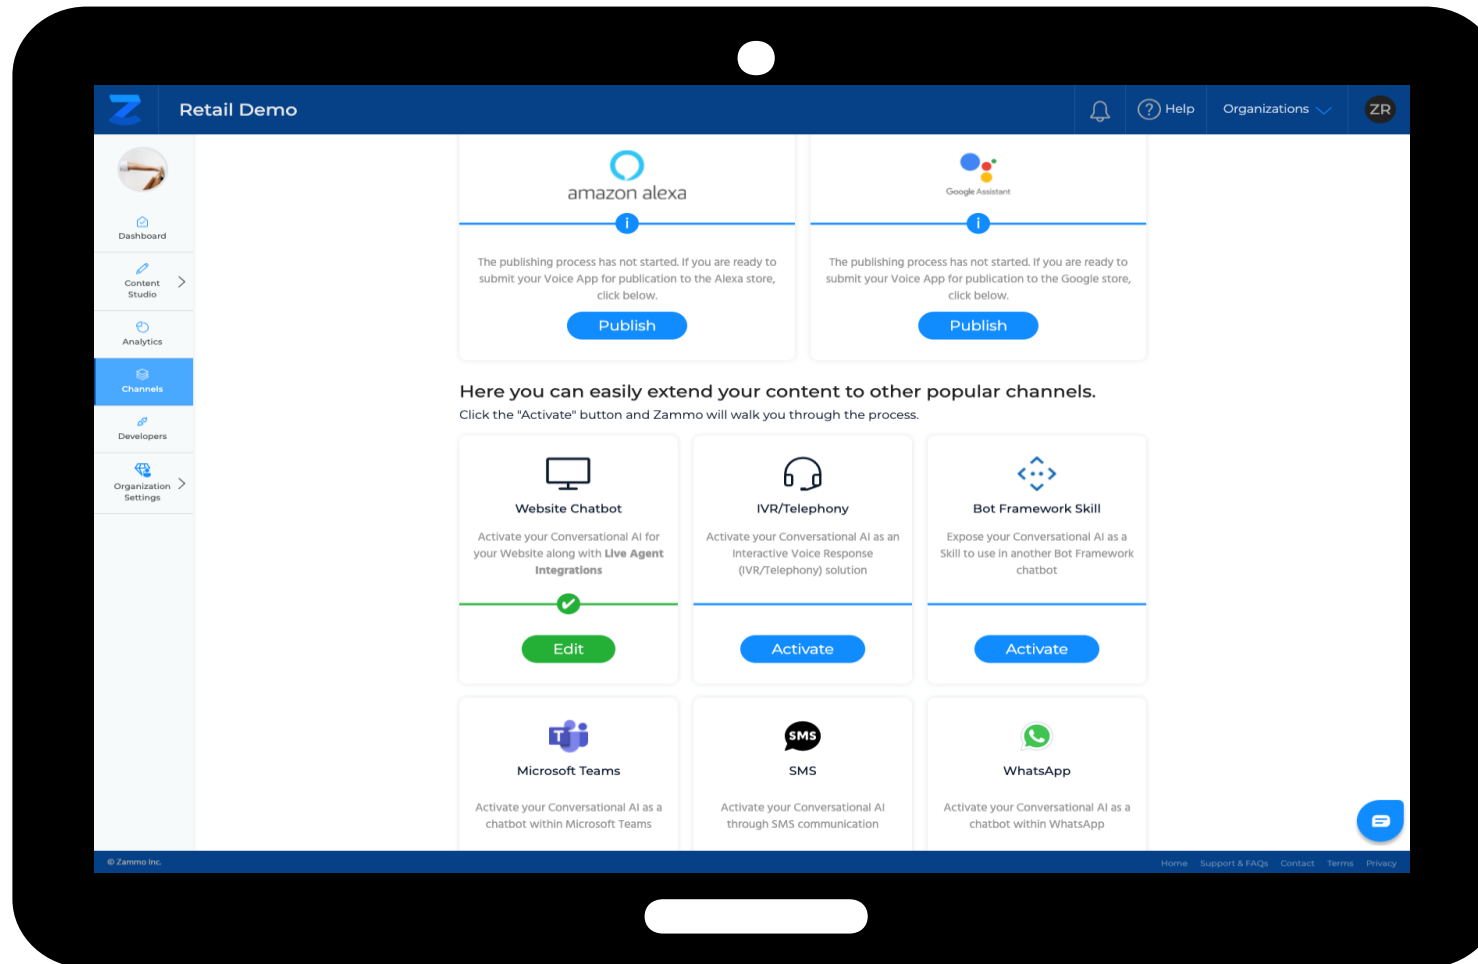 Retail Demo
Help
Organizations
ZR
Dashboard
Content
Studio
Analytics
Channels
Developers
Organization
Settings
amazon alexa
i
The publishing process has not started. If you are ready to
submit your Voice App for publication to the Alexa store,
click below.
Publish
Google Assistant
i
The publishing process has not started. If you are ready to
submit your Voice App for publication to the Google store,
click below.
Publish
Here you can easily extend your content to other popular channels.
Click the "Activate" button and Zammo will walk you through the process.
Website Chatbot
Activate your Conversational AI for
your Website along with Live Agent
Integrations
Edit
IVR/Telephony
Activate your Conversational AI as an
Interactive Voice Response
(IVR/Telephony) solution
Activate
Bot Framework Skill
Expose your Conversational AI as a
Skill to use in another Bot Framework
chatbot
Activate
T
Microsoft Teams
Activate your Conversational AI as a
chatbot within Microsoft Teams
SMS
SMS
Activate your Conversational AI
through SMS communication
WhatsApp
Activate your Conversational AI as a
chatbot within WhatsApp
© Zammo Inc.
Home Support & FAQs Contact Terms Privacy